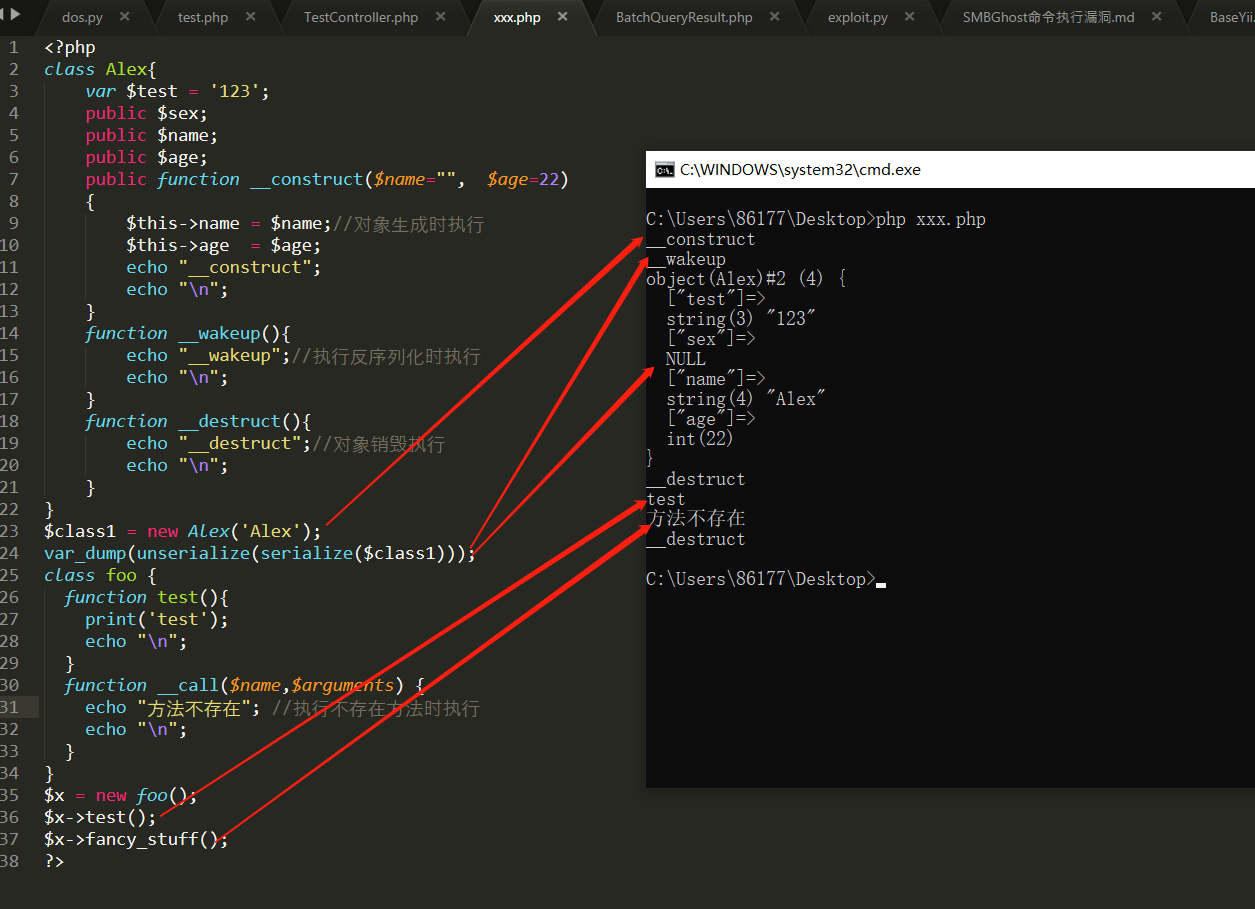 dos.py × test.php × TestController.php × xxx.php × BatchQueryResult.php × exploit.py × SMBGhost命令执行漏洞.md × BaseYii.
1 <?php
2 class Alex{
3     var $test = '123';
4     public $sex;
5     public $name;
6     public $age;
7     public function __construct($name="",  $age=22)
8     {
9         $this->name = $name;//对象生成时执行
10         $this->age  = $age;
11         echo "__construct";
12         echo "\n";
13     }
14     function __wakeup(){
15         echo "__wakeup";//执行反序列化时执行
16         echo "\n";
17     }
18     function __destruct(){
19         echo "__destruct";//对象销毁执行
20         echo "\n";
21     }
22 }
23 $class1 = new Alex('Alex');
24 var_dump(unserialize(serialize($class1)));
25 class foo {
26   function test(){
27     print('test');
28     echo "\n";
29   }
30   function __call($name,$arguments) {
31     echo "方法不存在"; //执行不存在方法时执行
32     echo "\n";
33   }
34 }
35 $x = new foo();
36 $x->test();
37 $x->fancy_stuff();
38 ?>
C:\WINDOWS\system32\cmd.exe
C:\Users\86177\Desktop>php xxx.php
__construct
__wakeup
object(Alex)#2 (4) {
  ["test"]=>
  string(3) "123"
  ["sex"]=>
  NULL
  ["name"]=>
  string(4) "Alex"
  ["age"]=>
  int(22)
}
__destruct
test
方法不存在
__destruct
C:\Users\86177\Desktop>